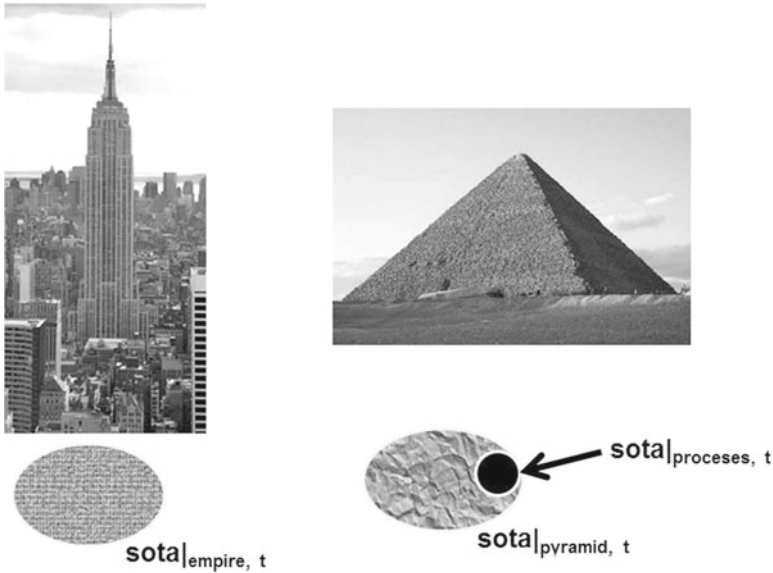 sota|proceses, t
sota|empire, t
sota|pyramid, t